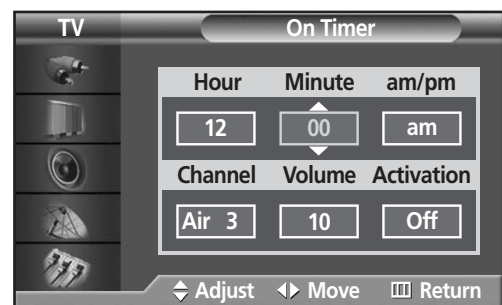 TV On Timer
Hour Minute am/pm
12 00 am
Channel Volume Activation
Air 3 10 Off
Adjust Move Return